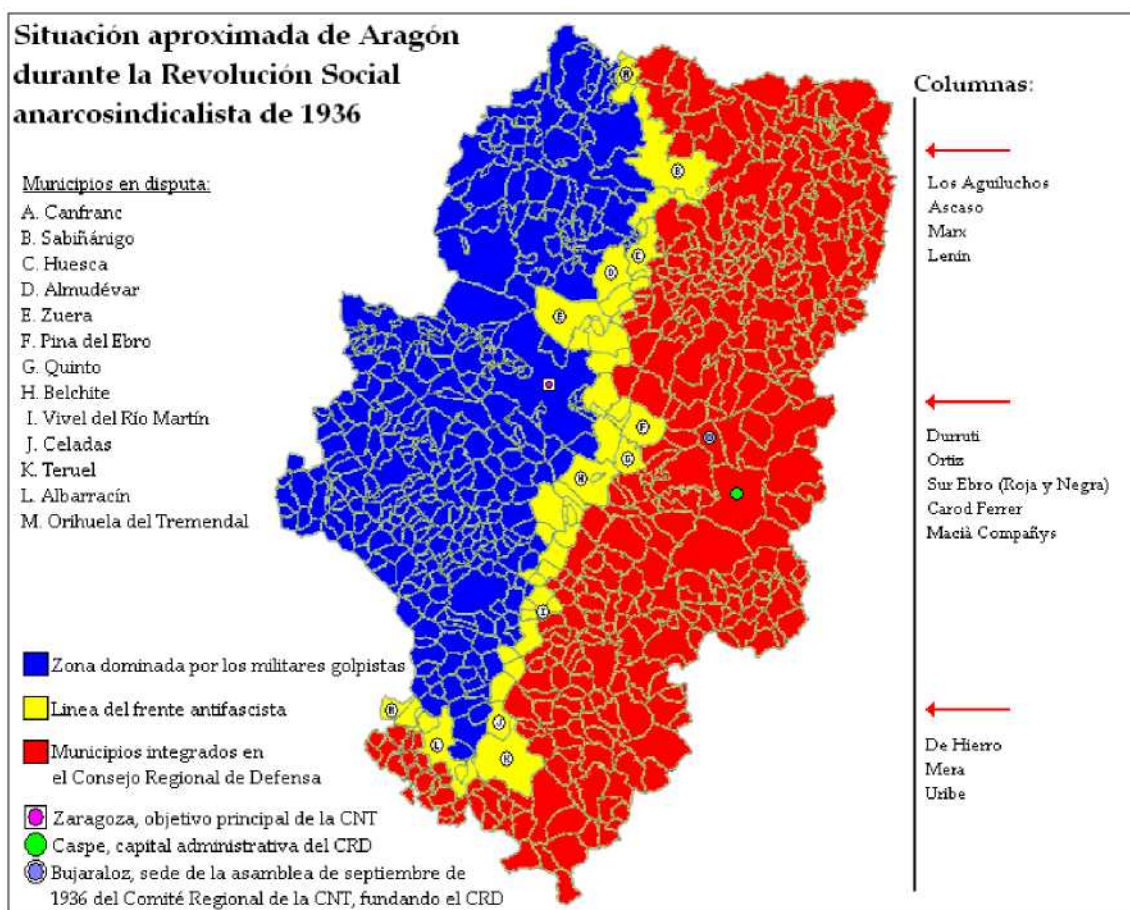 Situación aproximada de Aragón
durante la Revolución Social
anarcosindicalista de 1936
Municipios en disputa:
A. Canfranc
B. Sabiñánigo
C. Huesca
D. Almudévar
E. Zuera
F. Pina del Ebro
G. Quinto
H. Belchite
I. Vivel del Río Martín
J. Celadas
K. Teruel
L. Albarracín
M. Orihuela del Tremendal
Zona dominada por los militares golpistas
Linea del frente antifascista
Municipios integrados en
el Consejo Regional de Defensa
Zaragoza, objetivo principal de la CNT
Caspe, capital administrativa del CRD
Bujaraloz, sede de la asamblea de septiembre de
1936 del Comité Regional de la CNT, fundando el CRD
Columnas:
Los Aguiluchos
Ascaso
Marx
Lenin
Durruti
Ortiz
Sur Ebro (Roja y Negra)
Carod Ferrer
Macià Compañys
De Hierro
Mera
Uribe
D
E
F
G
I
J
L
K